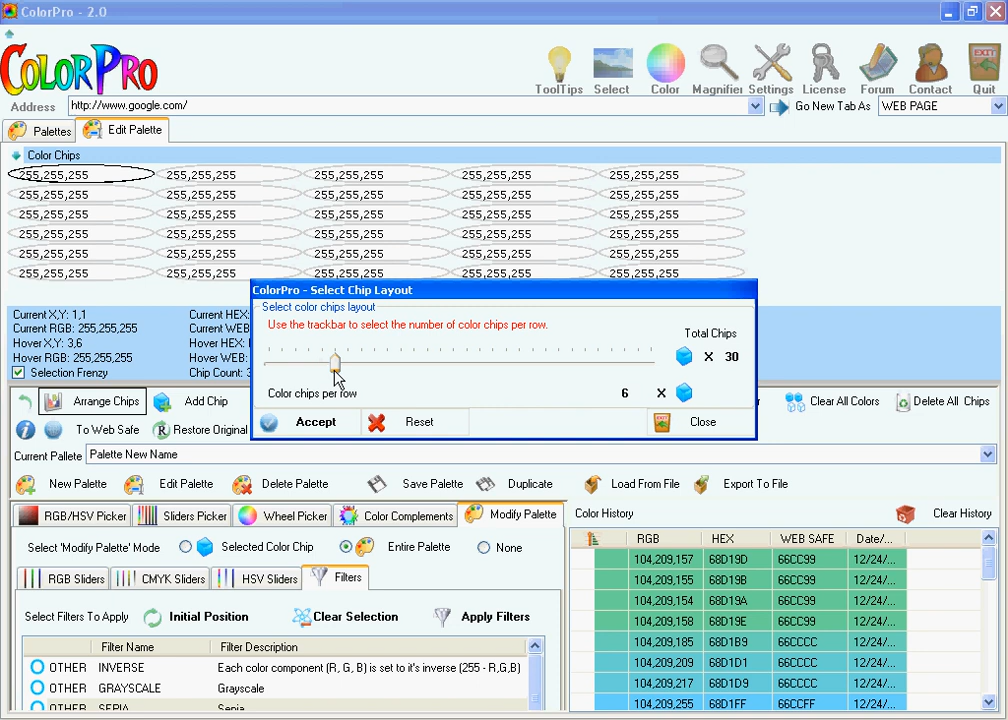 ColorPro - 2.0
COLORPRO
ToolTips Select Color Magnifier Settings License Forum Contact Quit
EXIT
Address http://www.google.com/ Go New Tab As WEB PAGE
Palettes Edit Palette
Color Chips
255,255,255 255,255,255 255,255,255 255,255,255 255,255,255
255,255,255 255,255,255 255,255,255 255,255,255 255,255,255
255,255,255 255,255,255 255,255,255 255,255,255 255,255,255
255,255,255 255,255,255 255,255,255 255,255,255 255,255,255
255,255,255 255,255,255 255,255,255 255,255,255 255,255,255
255,255,255 255,255,255 255,255,255 255,255,255 255,255,255
ColorPro - Select Chip Layout
Select color chips layout
Use the trackbar to select the number of color chips per row.
Total Chips
X 30
Color chips per row 6 X
Accept Reset Close
Current X,Y: 1,1 Current HEX:
Current RGB: 255,255,255 Current WEB
Hover X,Y: 3,6 Hover HEX:
Hover RGB: 255,255,255 Hover WEB:
Selection Frenzy Chip Count: 3
Arrange Chips Add Chip Clear All Colors Delete All Chips
To Web Safe Restore Original
Current Pallete Palette New Name
New Palette Edit Palette Delete Palette Save Palette Duplicate Load From File Export To File
RGB/HSV Picker Sliders Picker Wheel Picker Color Complements Modify Palette
Select 'Modify Palette' Mode Selected Color Chip Entire Palette None
RGB Sliders CMYK Sliders HSV Sliders Filters
Select Filters To Apply Initial Position Clear Selection Apply Filters
Filter Name Filter Description
OTHER INVERSE Each color component (R, G, B) is set to it's inverse (255 - R,G,B)
OTHER GRAYSCALE Grayscale
OTHER SEPIA Sepia
Color History Clear History
RGB HEX WEB SAFE Date/...
104,209,157 68D19D 66CC99 12/24/...
104,209,155 68D19B 66CC99 12/24/...
104,209,154 68D19A 66CC99 12/24/...
104,209,158 68D19E 66CC99 12/24/...
104,209,185 68D1B9 66CCCC 12/24/...
104,209,209 68D1D1 66CCCC 12/24/...
104,209,217 68D1D9 66CCCC 12/24/...
104,209,255 68D1FF 66CCFF 12/24/...